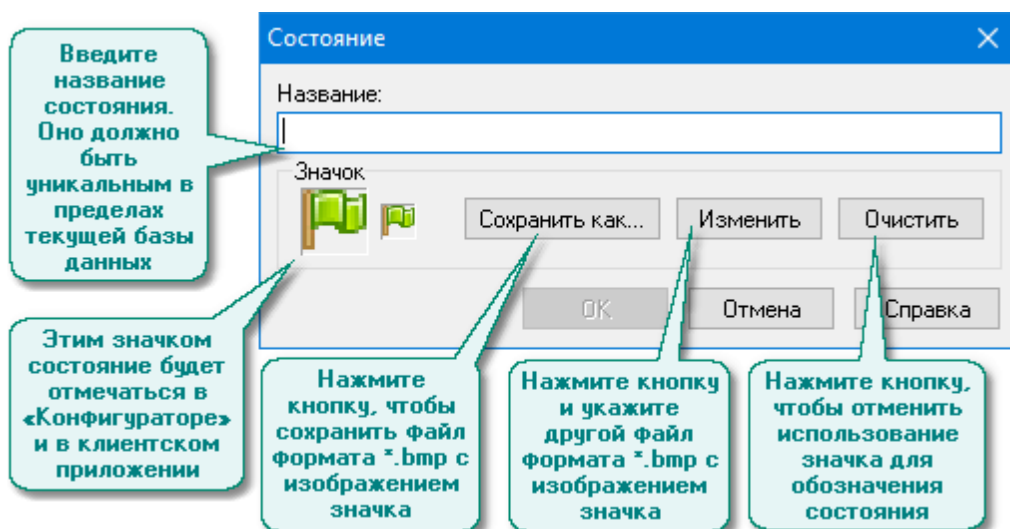 Введите
название
состояния.
Оно должно
быть
уникальным в
пределах
текущей базы
данных
Состояние
Название:
Значок
Сохранить как...
Изменить
Очистить
OK
Отмена
Справка
Этим значком
состояние будет
отмечаться в
«Конфигураторе»
и в клиентском
приложении
Нажмите
кнопку, чтобы
сохранить файл
формата *.bmp с
изображением
значка
Нажмите кнопку
и укажите
другой файл
формата *.bmp с
изображением
значка
Нажмите кнопку,
чтобы отменить
использование
значка для
обозначения
состояния